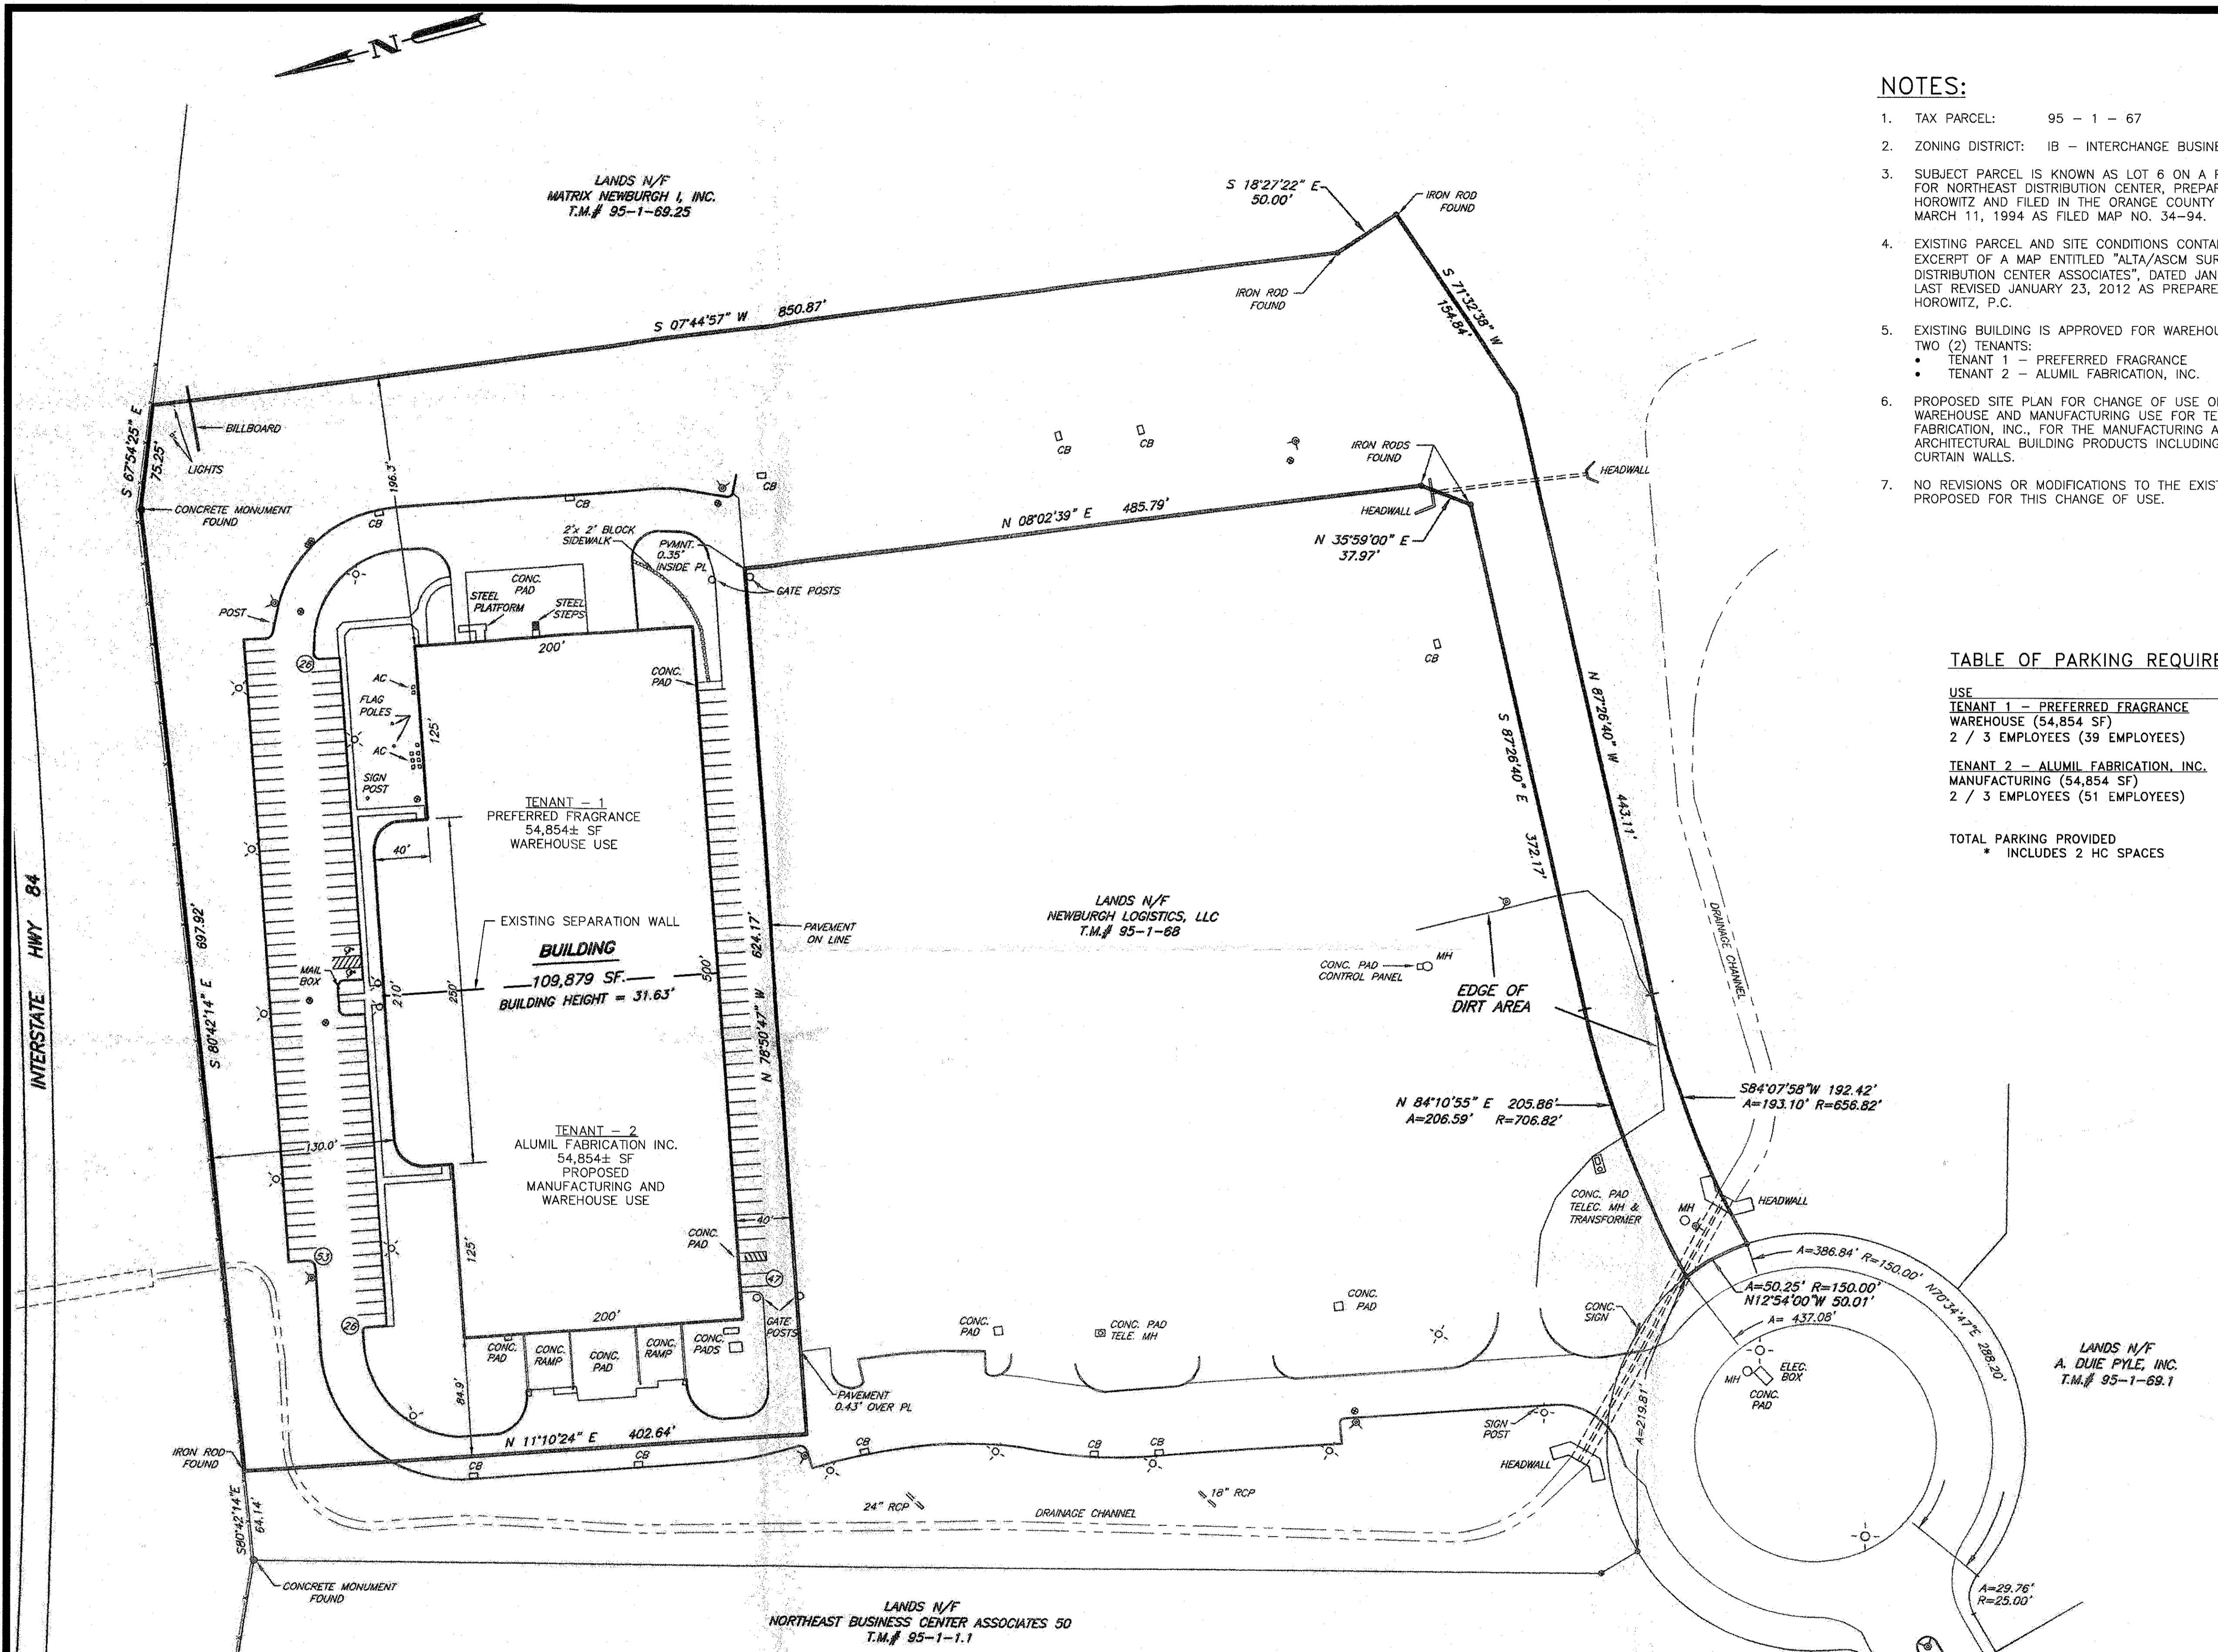 N
NOTES:
1. TAX PARCEL: 95 – 1 – 67
2. ZONING DISTRICT: IB – INTERCHANGE BUSINE
3. SUBJECT PARCEL IS KNOWN AS LOT 6 ON A
FOR NORTHEAST DISTRIBUTION CENTER, PREPAR
HOROWITZ AND FILED IN THE ORANGE COUNTY
MARCH 11, 1994 AS FILED MAP NO. 34–94.
4. EXISTING PARCEL AND SITE CONDITIONS CONTA
EXCERPT OF A MAP ENTITLED "ALTA/ASCM SUR
DISTRIBUTION CENTER ASSOCIATES", DATED JAN
LAST REVISED JANUARY 23, 2012 AS PREPARE
HOROWITZ, P.C.
5. EXISTING BUILDING IS APPROVED FOR WAREHOU
TWO (2) TENANTS:
• TENANT 1 – PREFERRED FRAGRANCE
• TENANT 2 – ALUMIL FABRICATION, INC.
6. PROPOSED SITE PLAN FOR CHANGE OF USE O
WAREHOUSE AND MANUFACTURING USE FOR TE
FABRICATION, INC., FOR THE MANUFACTURING A
ARCHITECTURAL BUILDING PRODUCTS INCLUDING
CURTAIN WALLS.
7. NO REVISIONS OR MODIFICATIONS TO THE EXIST
PROPOSED FOR THIS CHANGE OF USE.
TABLE OF PARKING REQUIRE
USE
TENANT 1 – PREFERRED FRAGRANCE
WAREHOUSE (54,854 SF)
2 / 3 EMPLOYEES (39 EMPLOYEES)
TENANT 2 – ALUMIL FABRICATION, INC.
MANUFACTURING (54,854 SF)
2 / 3 EMPLOYEES (51 EMPLOYEES)
TOTAL PARKING PROVIDED
* INCLUDES 2 HC SPACES
LANDS N/F
MATRIX NEWBURGH I, INC.
T.M.# 95–1–69.25
S 18°27'22" E
50.00'
IRON ROD
FOUND
IRON ROD
FOUND
S 71°32'38" W
154.84'
S 07°44'57" W 850.87'
S 67°54'25" E
75.25'
BILLBOARD
LIGHTS
CONCRETE MONUMENT
FOUND
196.3'
CB
CB
CB
CB
CB
IRON RODS
FOUND
HEADWALL
HEADWALL
N 35°59'00" E
37.97'
N 08°02'39" E 485.79'
2'x 2' BLOCK
SIDEWALK
PVMNT.
0.35'
INSIDE PL
GATE POSTS
CONC.
PAD
STEEL
PLATFORM
STEEL
STEPS
POST
200'
26
CONC.
PAD
AC
FLAG
POLES
AC
125'
SIGN
POST
CB
TENANT – 1
PREFERRED FRAGRANCE
54,854± SF
WAREHOUSE USE
40'
EXISTING SEPARATION WALL
BUILDING
109,879 SF.
BUILDING HEIGHT = 31.63'
210'
250'
500'
624.17'
N 78°50'47" W
PAVEMENT
ON LINE
MAIL
BOX
9'
9'
INTERSTATE HWY 84
S 80°42'14" E 697.92'
LANDS N/F
NEWBURGH LOGISTICS, LLC
T.M.# 95–1–68
S 87°26'40" E 372.17'
N 87°26'40" W 443.11'
DRAINAGE CHANNEL
CONC. PAD
CONTROL PANEL
MH
EDGE OF
DIRT AREA
N 84°10'55" E 205.86'
A=206.59' R=706.82'
S84°07'58"W 192.42'
A=193.10' R=656.82'
130.0'
TENANT – 2
ALUMIL FABRICATION INC.
54,854± SF
PROPOSED
MANUFACTURING AND
WAREHOUSE USE
125'
40'
CONC.
PAD
47
53
26
200'
GATE
POSTS
CONC.
PAD
CONC.
RAMP
CONC.
PAD
CONC.
RAMP
CONC.
PADS
84.9'
PAVEMENT
0.43' OVER PL
N 11°10'24" E 402.64'
IRON ROD
FOUND
S80°42'14"E
64.14'
CONCRETE MONUMENT
FOUND
CB
CB
CB
CB
CB
CONC.
PAD
CONC. PAD
TELE. MH
CONC.
PAD
CONC. PAD
TELEC. MH &
TRANSFORMER
MH
HEADWALL
CONC.
SIGN
SIGN
POST
HEADWALL
A=386.84' R=150.00' N70°34'47"E 288.20'
A=50.25' R=150.00'
N12°54'00"W 50.01'
A= 437.08'
A=219.81'
MH
ELEC.
BOX
CONC.
PAD
LANDS N/F
A. DUIE PYLE, INC.
T.M.# 95–1–69.1
24" RCP
18" RCP
DRAINAGE CHANNEL
A=29.76'
R=25.00'
LANDS N/F
NORTHEAST BUSINESS CENTER ASSOCIATES 50
T.M.# 95–1–1.1